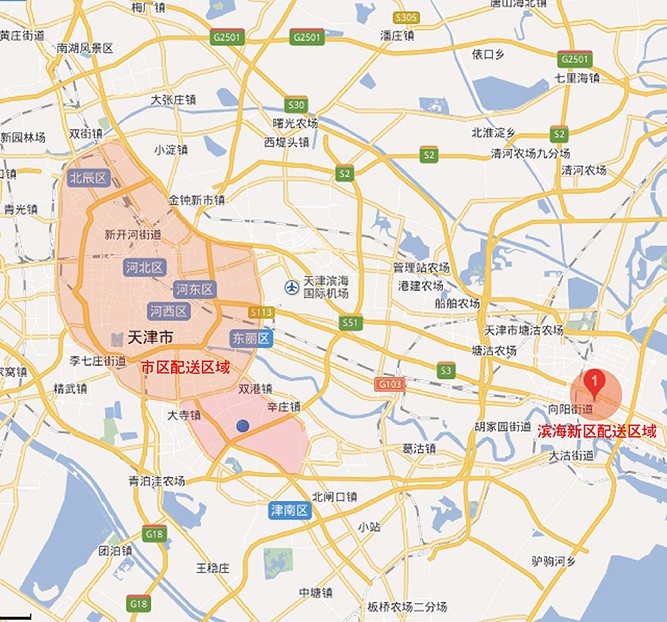 梅厂镇
唐山海北镇
S305
黄庄街道
潘庄镇
G2501
G2501
南湖风景区
俵口乡
G2501
七里海镇
大张庄镇
S30
曙光农场
新园林场
双街镇
北淮淀乡
S2
西堤头镇
小淀镇
S2
清河农场九分场
清河农场
S2
口镇
北辰区
金钟新市镇
青光镇
新开河街道
河北区
管理站农场
天津滨海
国际机场
港建农场
河东区
船舶农场
河西区
S113
S51
天津市塘沽农场
天津市
东丽区
塘沽农场
李七庄街道
市区配送区域
S3
家窝镇
1
精武镇
双港镇
G103
辛庄镇
向阳街道
大寺镇
胡家园街道
滨海新区配送区域
葛沽镇
大沽街道
青泊洼农场
北闸口镇
津南区
小站
G18
团泊镇
驴驹河乡
王稳庄
中塘镇
G18
板桥农场二分场